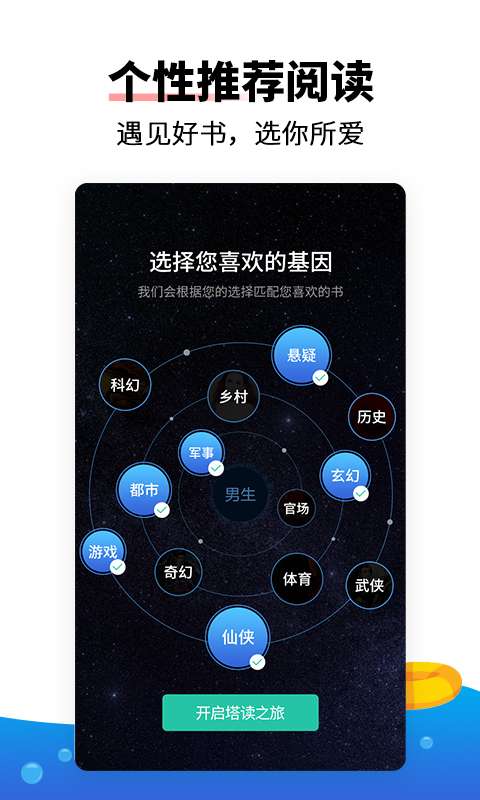 个性推荐阅读
遇见好书，选你所爱
选择您喜欢的基因
我们会根据您的选择匹配您喜欢的书
悬疑
科幻
乡村
历史
军事
玄幻
都市
男生
官场
游戏
奇幻
体育
武侠
仙侠
开启塔读之旅